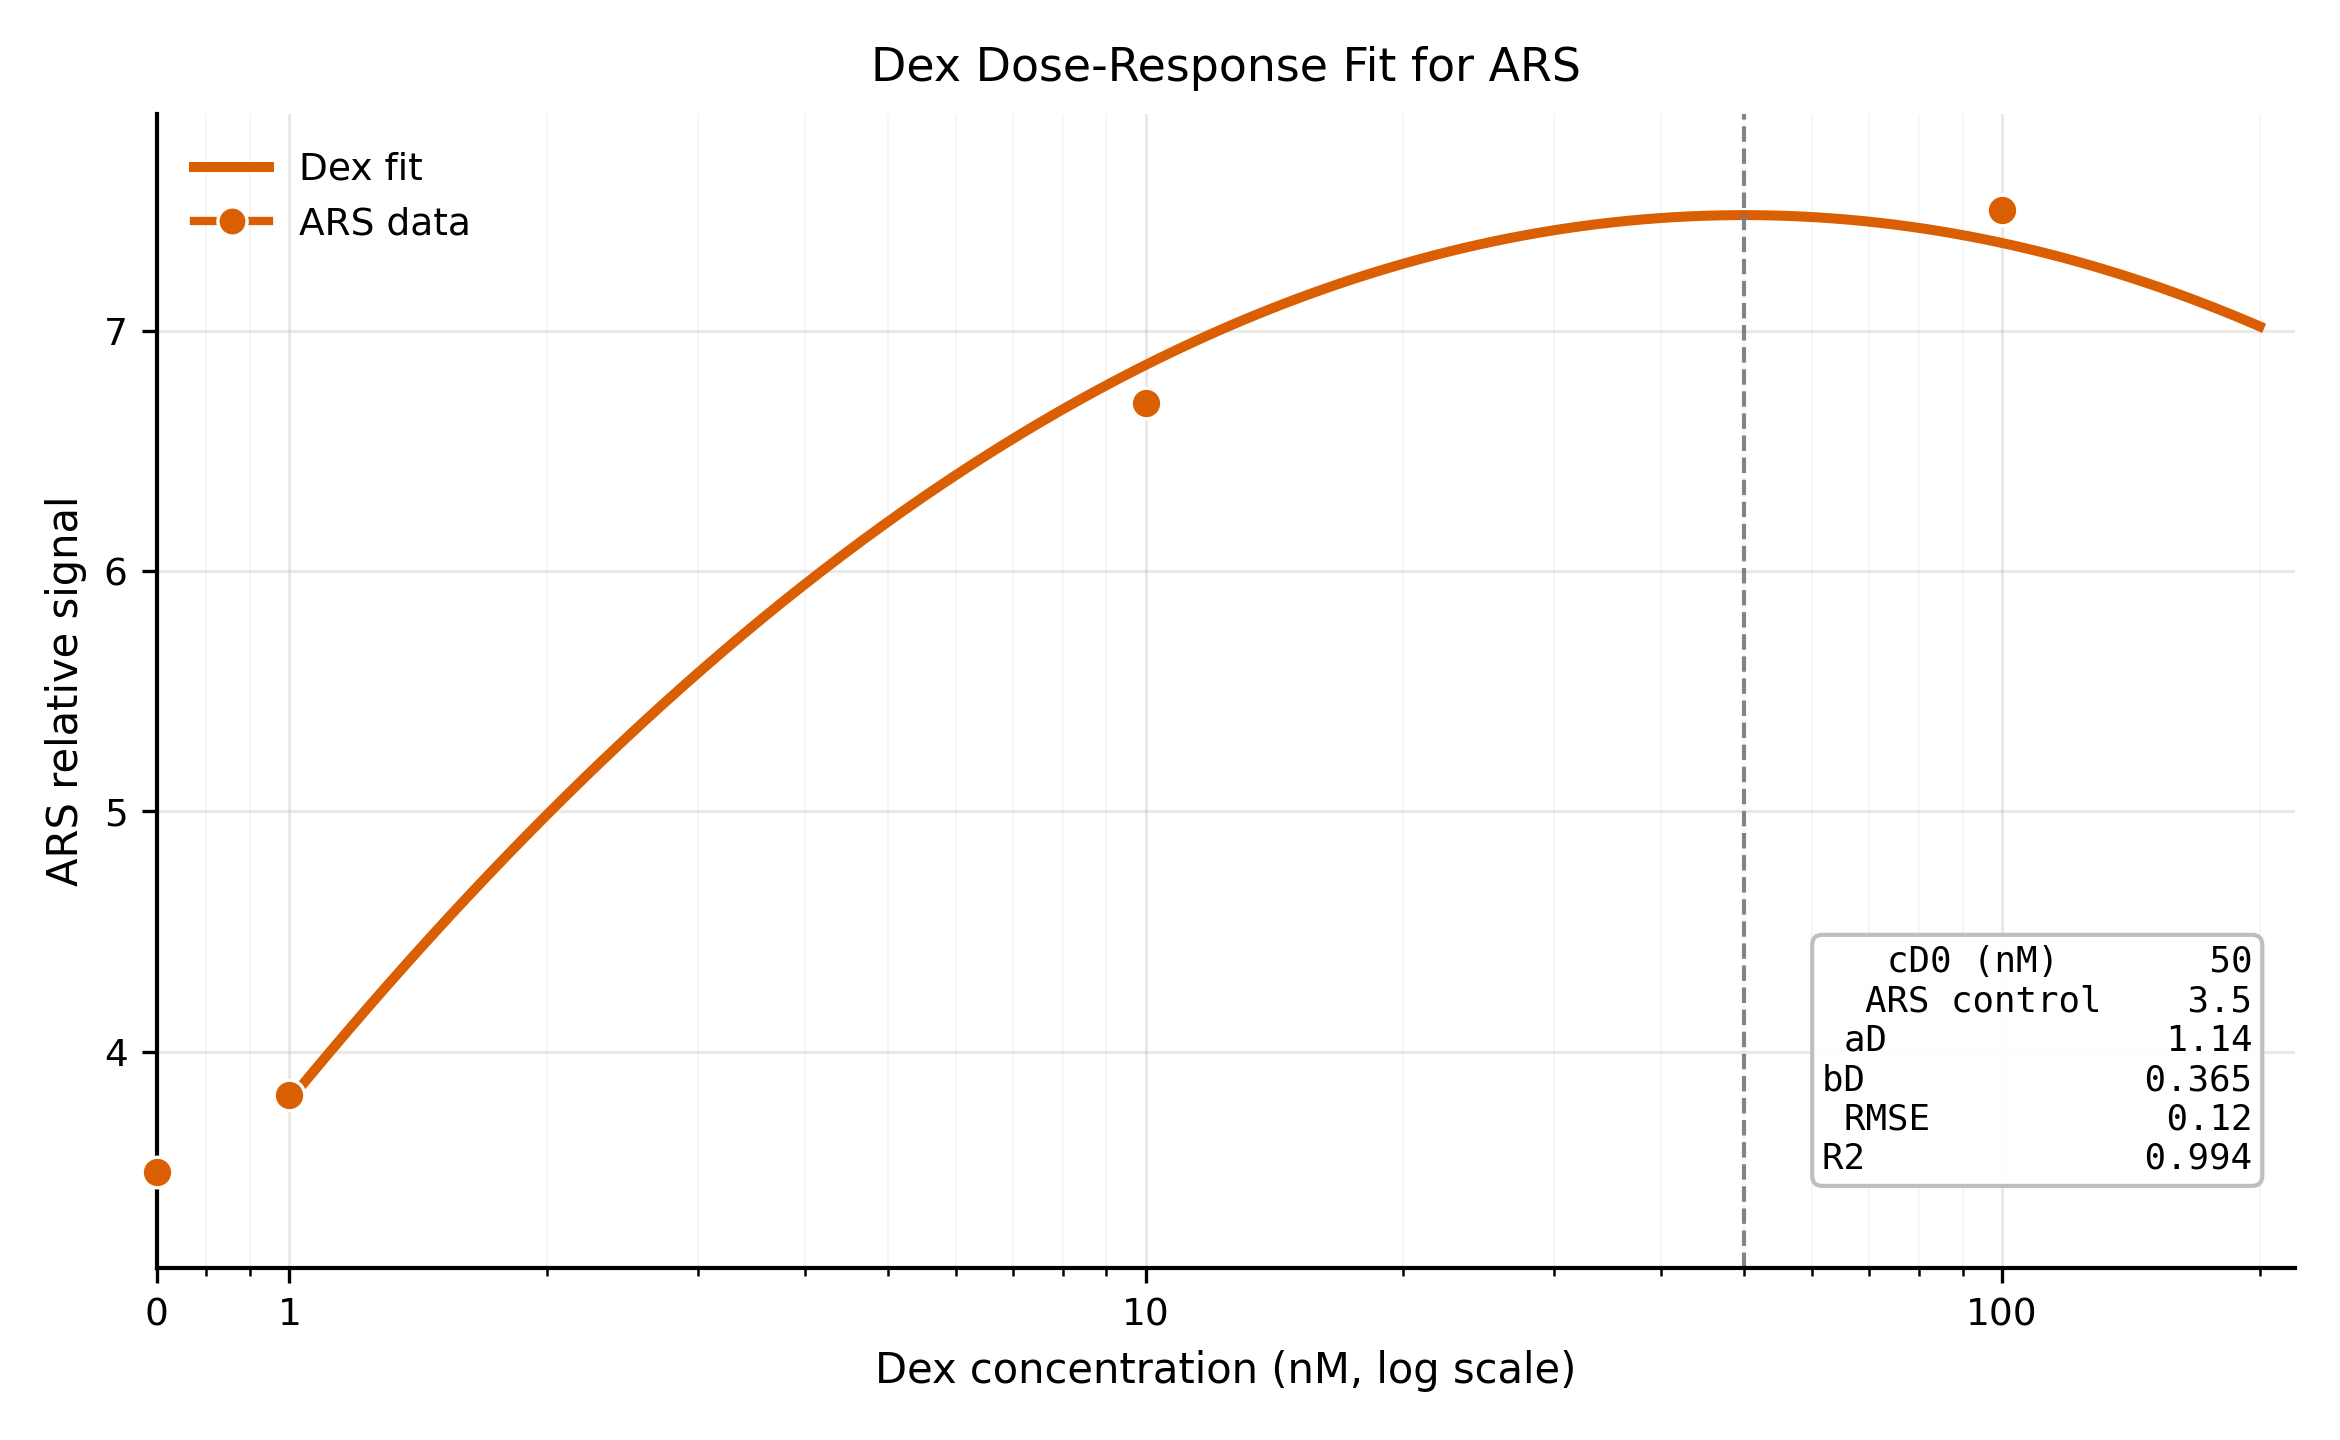 Dex Dose-Response Fit for ARS
Dex fit
ARS data
ARS relative signal
7
6
5
4
cD0 (nM) 50
ARS control 3.5
aD 1.14
bD 0.365
RMSE 0.12
R2 0.994
0 1 10 100
Dex concentration (nM, log scale)